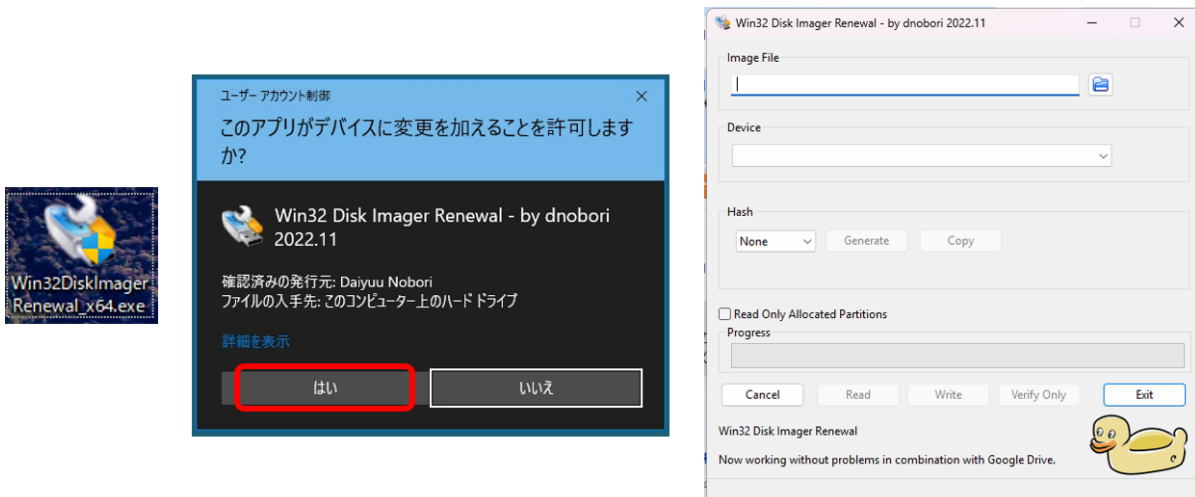 Win32DiskImager
Renewal_x64.exe
ユーザー アカウント制御
このアプリがデバイスに変更を加えることを許可します
か?
Win32 Disk Imager Renewal - by dnobori
2022.11
確認済みの発行元: Daiyuu Nobori
ファイルの入手先: このコンピューター上のハード ドライブ
詳細を表示
はい
いいえ
Win32 Disk Imager Renewal - by dnobori 2022.11
Image File
Device
Hash
None
Generate
Copy
Read Only Allocated Partitions
Progress
Cancel
Read
Write
Verify Only
Exit
Win32 Disk Imager Renewal
Now working without problems in combination with Google Drive.